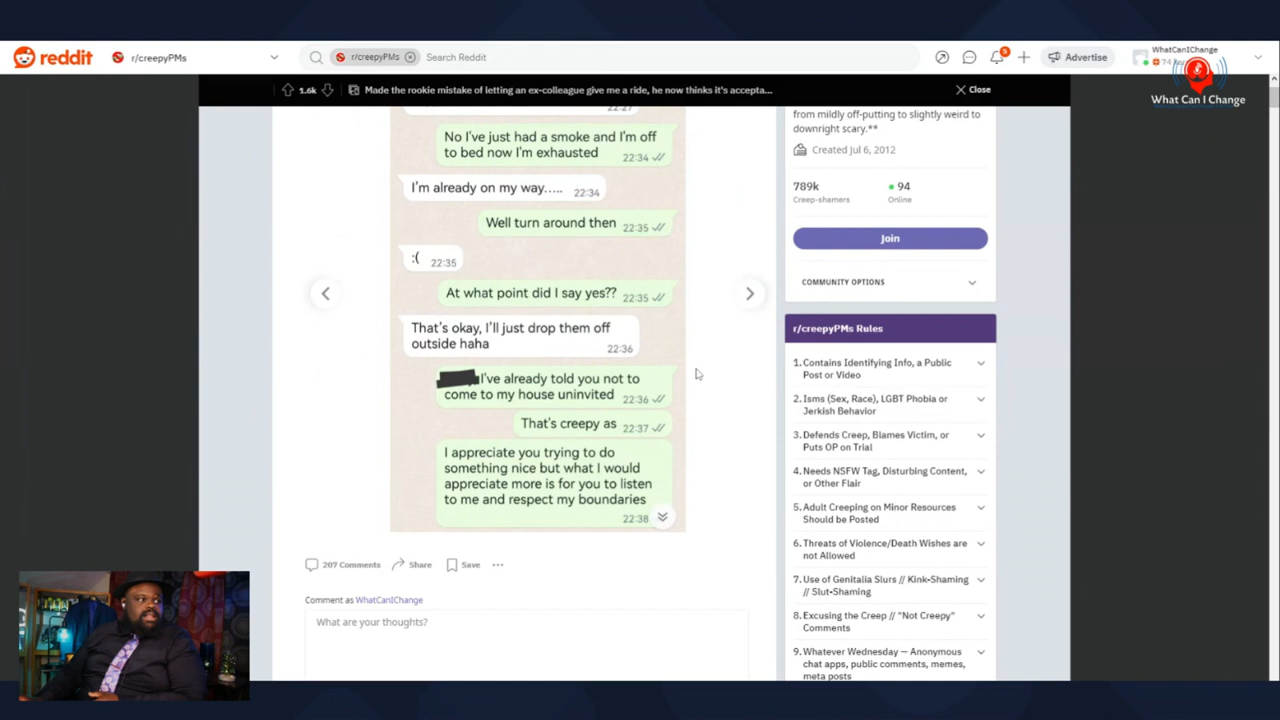 reddit
r/creepyPMs
r/creepyPMs
Search Reddit
5
Advertise
WhatCanIChange
What Can I Change
1.6k
Made the rookie mistake of letting an ex-colleague give me a ride, he now thinks it's accepta...
Close
No I've just had a smoke and I'm off
to bed now I'm exhausted
22:34
I'm already on my way.....
22:34
Well turn around then
22:35
:(
22:35
At what point did I say yes??
22:35
That's okay, I'll just drop them off
outside haha
22:36
I've already told you not to
come to my house uninvited
22:36
That's creepy as
22:37
I appreciate you trying to do
something nice but what I would
appreciate more is for you to listen
to me and respect my boundaries
22:38
207 Comments
Share
Save
Comment as WhatCanIChange
What are your thoughts?
from mildly off-putting to slightly weird to
downright scary.**
Created Jul 6, 2012
789k
94
Creep-shamers
Online
Join
COMMUNITY OPTIONS
r/creepyPMs Rules
1. Contains Identifying Info, a Public
Post or Video
2. Isms (Sex, Race), LGBT Phobia or
Jerkish Behavior
3. Defends Creep, Blames Victim, or
Puts OP on Trial
4. Needs NSFW Tag, Disturbing Content,
or Other Flair
5. Adult Creeping on Minor Resources
Should be Posted
6. Threats of Violence/Death Wishes are
not Allowed
7. Use of Genitalia Slurs // Kink-Shaming
// Slut-Shaming
8. Excusing the Creep // "Not Creepy"
Comments
9. Whatever Wednesday — Anonymous
chat apps, public comments, memes,
meta posts